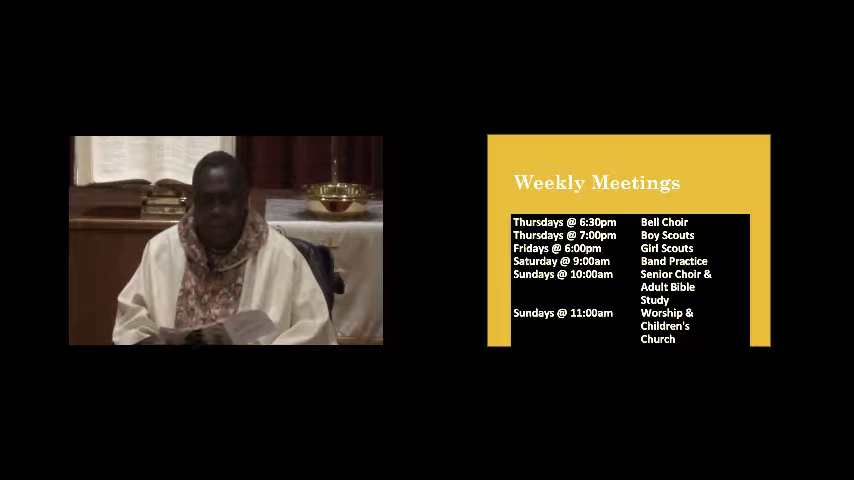 Weekly Meetings
Thursdays @ 6:30pm Bell Choir
Thursdays @ 7:00pm Boy Scouts
Fridays @ 6:00pm Girl Scouts
Saturday @ 9:00am Band Practice
Sundays @ 10:00am Senior Choir &
Adult Bible
Study
Sundays @ 11:00am Worship &
Children's
Church